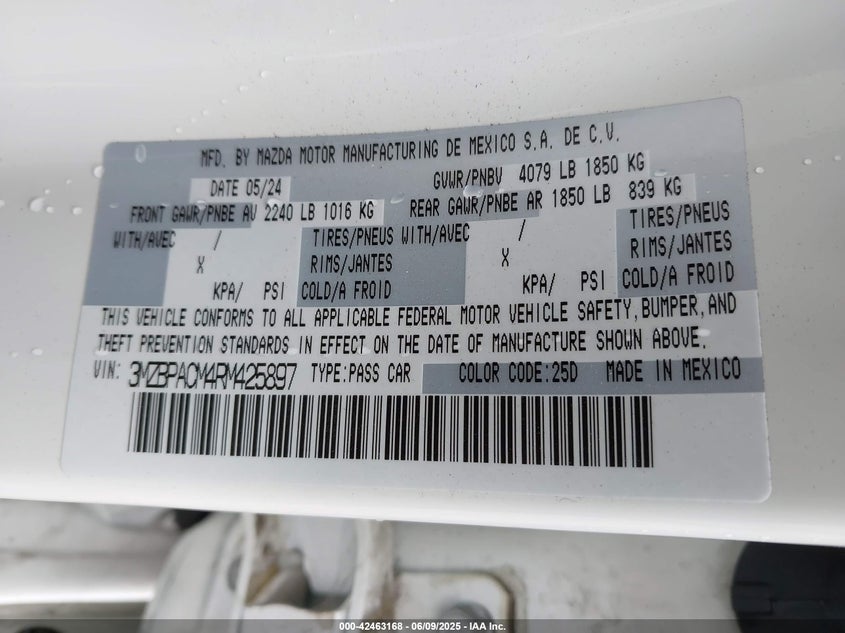 MFD. BY MAZDA MOTOR MANUFACTURING DE MEXICO S.A. DE C.V.
DATE 05/24 GVWR/PNBV 4079 LB 1850 KG
FRONT GAWR/PNBE AV 2240 LB 1016 KG REAR GAWR/PNBE AR 1850 LB 839 KG
WITH/AVEC / TIRES/PNEUS WITH/AVEC / TIRES/PNEUS
X RIMS/JANTES X RIMS/JANTES
KPA/ PSI COLD/A FROID KPA/ PSI COLD/A FROID
THIS VEHICLE CONFORMS TO ALL APPLICABLE FEDERAL MOTOR VEHICLE SAFETY, BUMPER, AND
THEFT PREVENTION STANDARDS IN EFFECT ON THE DATE OF MANUFACTURE SHOWN ABOVE.
VIN: 3MZBPACM4RM425897 TYPE:PASS CAR COLOR CODE:25D MADE IN MEXICO
000-42463168 - 06/09/2025 - IAA Inc.